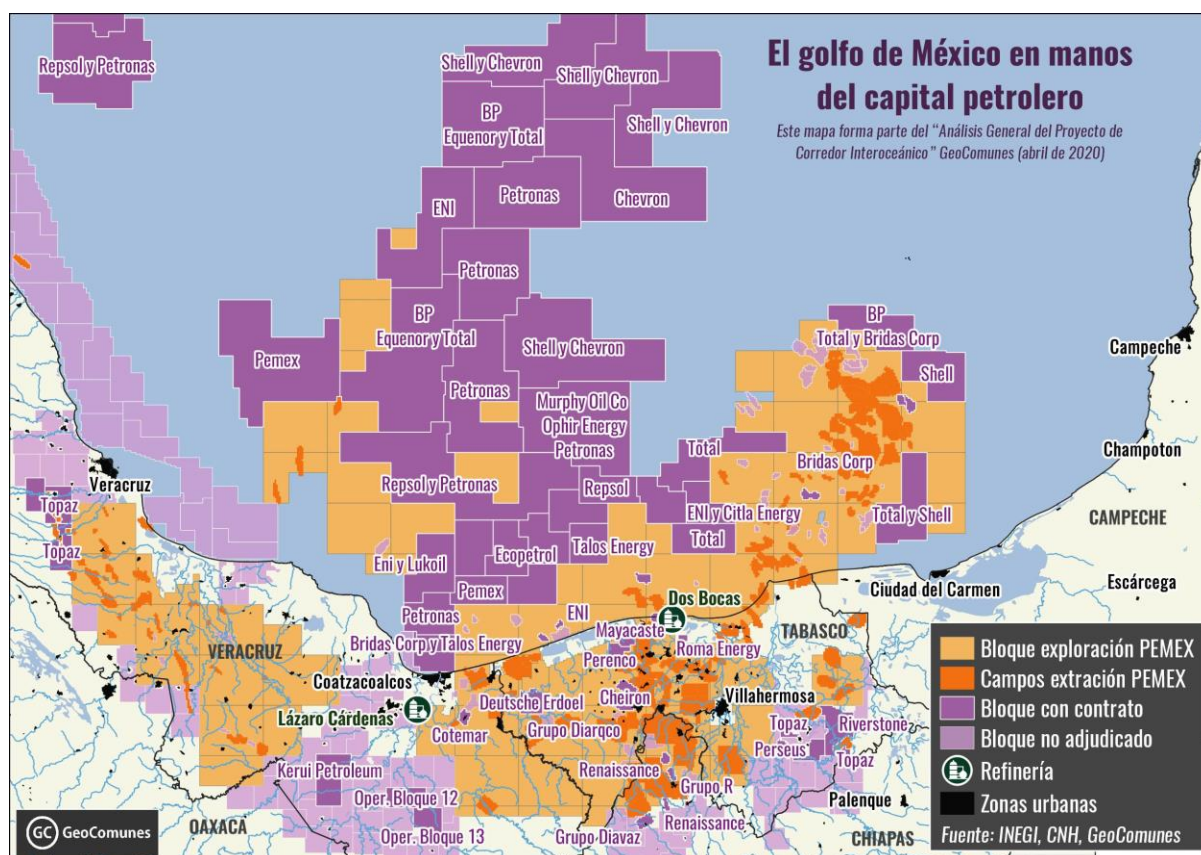 El golfo de México en manos
del capital petrolero
Este mapa forma parte del “Análisis General del Proyecto de
Corredor Interoceánico” GeoComunes (abril de 2020)
Repsol y Petronas
Shell y Chevron
Shell y Chevron
BP
Equenor y Total
Shell y Chevron
ENI
Petronas
Chevron
Petronas
BP
Equenor y Total
Pemex
Shell y Chevron
Petronas
BP
Total y Bridas Corp
Shell
Campeche
Murphy Oil Co
Ophir Energy
Petronas
Total
Bridas Corp
Champoton
Veracruz
Topaz
Topaz
Repsol y Petronas
Repsol
ENI y Citla Energy
Total y Shell
Total
CAMPECHE
Eni y Lukoil
Ecopetrol
Talos Energy
Pemex
Petronas
ENI
Dos Bocas
Ciudad del Carmen
Escárcega
Bridas Corp y Talos Energy
Mayacaste
Roma Energy
TABASCO
VERACRUZ
Coatzacoalcos
Perenco
Lázaro Cárdenas
Deutsche Erdoel
Cheiron
Villahermosa
Cotemar
Grupo Diarqco
Topaz
Riverstone
Perseus
Topaz
Kerui Petroleum
Renaissance
Oper. Bloque 12
Grupo R
Palenque
Oper. Bloque 13
Renaissance
Grupo Diavaz
OAXACA
CHIAPAS
Bloque exploración PEMEX
Campos extración PEMEX
Bloque con contrato
Bloque no adjudicado
Refinería
Zonas urbanas
Fuente: INEGI, CNH, GeoComunes
GC GeoComunes